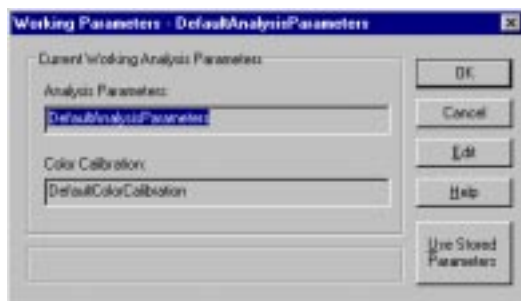 Working Parameters - DefaultAnalysisParameters
Current Working Analysis Parameters
Analysis Parameters:
DefaultAnalysisParameters
Color Calibration:
DefaultColorCalibration
OK
Cancel
Edit
Help
Use Stored
Parameters